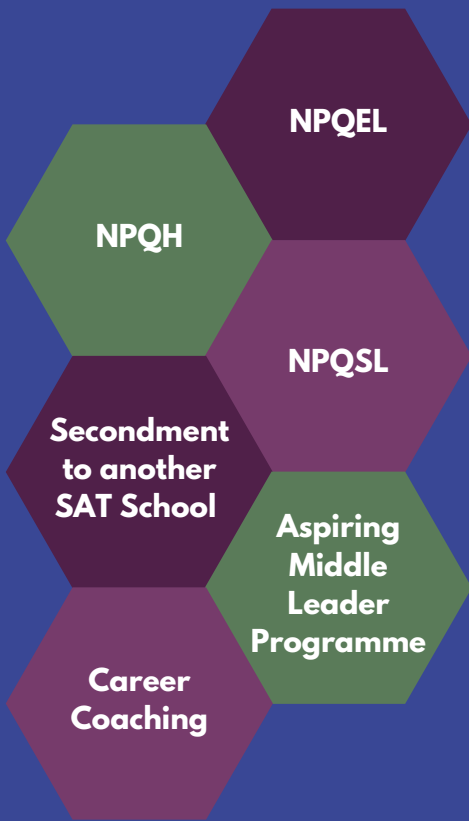 NPQEL
NPQH
NPQSL
Secondment
to another
SAT School
Aspiring
Middle
Leader
Programme
Career
Coaching